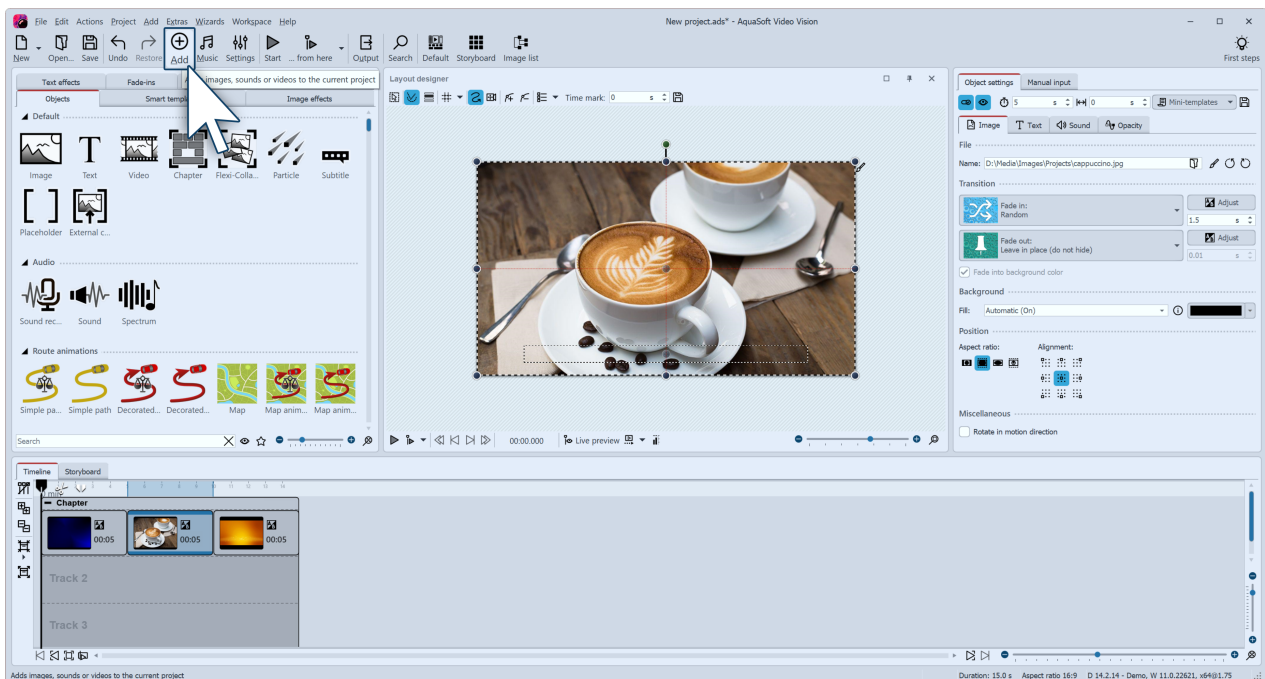 File Edit Actions Project Add Extras Wizards Workspace Help
New project.ads* - AquaSoft Video Vision
New Open... Save Undo Restore Add Music Settings Start ... from here Output Search Default Storyboard Image list
First steps
Text effects Fade-ins
images, sounds or videos to the current project
Objects Smart templ Image effects
Default
Image Text Video Chapter Flexi-Colla... Particle Subtitle
Placeholder External c...
Audio
Sound rec... Sound Spectrum
Route animations
Simple pa... Simple path Decorated... Decorated... Map Map anim... Map anim...
Search
Layout designer
Time mark: 0 s
00:00.000 Live preview
Object settings Manual input
5 s 0 s Mini-templates
Image Text Sound Opacity
File
Name: D:\Media\Images\Projects\cappuccino.jpg
Transition
Fade in:
Random
Adjust
1.5 s
Fade out:
Leave in place (do not hide)
Adjust
0.01 s
Fade into background color
Background
Fill: Automatic (On)
Position
Aspect ratio: Alignment:
Miscellaneous
Rotate in motion direction
Timeline Storyboard
0 min
Chapter
00:05 00:05 00:05
Track 2
Track 3
Adds images, sounds or videos to the current project
Duration: 15.0 s Aspect ratio 16:9 D 14.2.14 - Demo, W 11.0.22621, x64@1.75